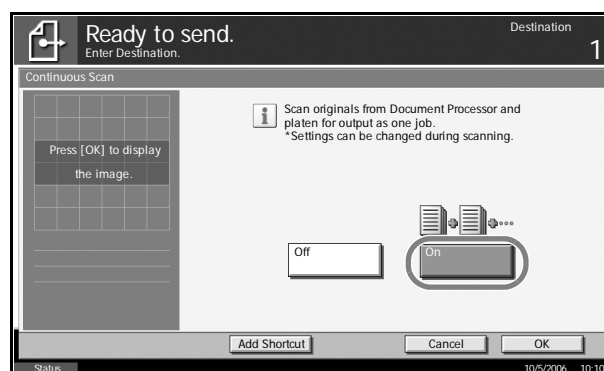 Ready to send.
Enter Destination.
Destination
1
Continuous Scan
Scan originals from Document Processor and
platen for output as one job.
*Settings can be changed during scanning.
Press [OK] to display
the image.
Off
On
Add Shortcut
Cancel
OK
Status
10/5/2006 10:10